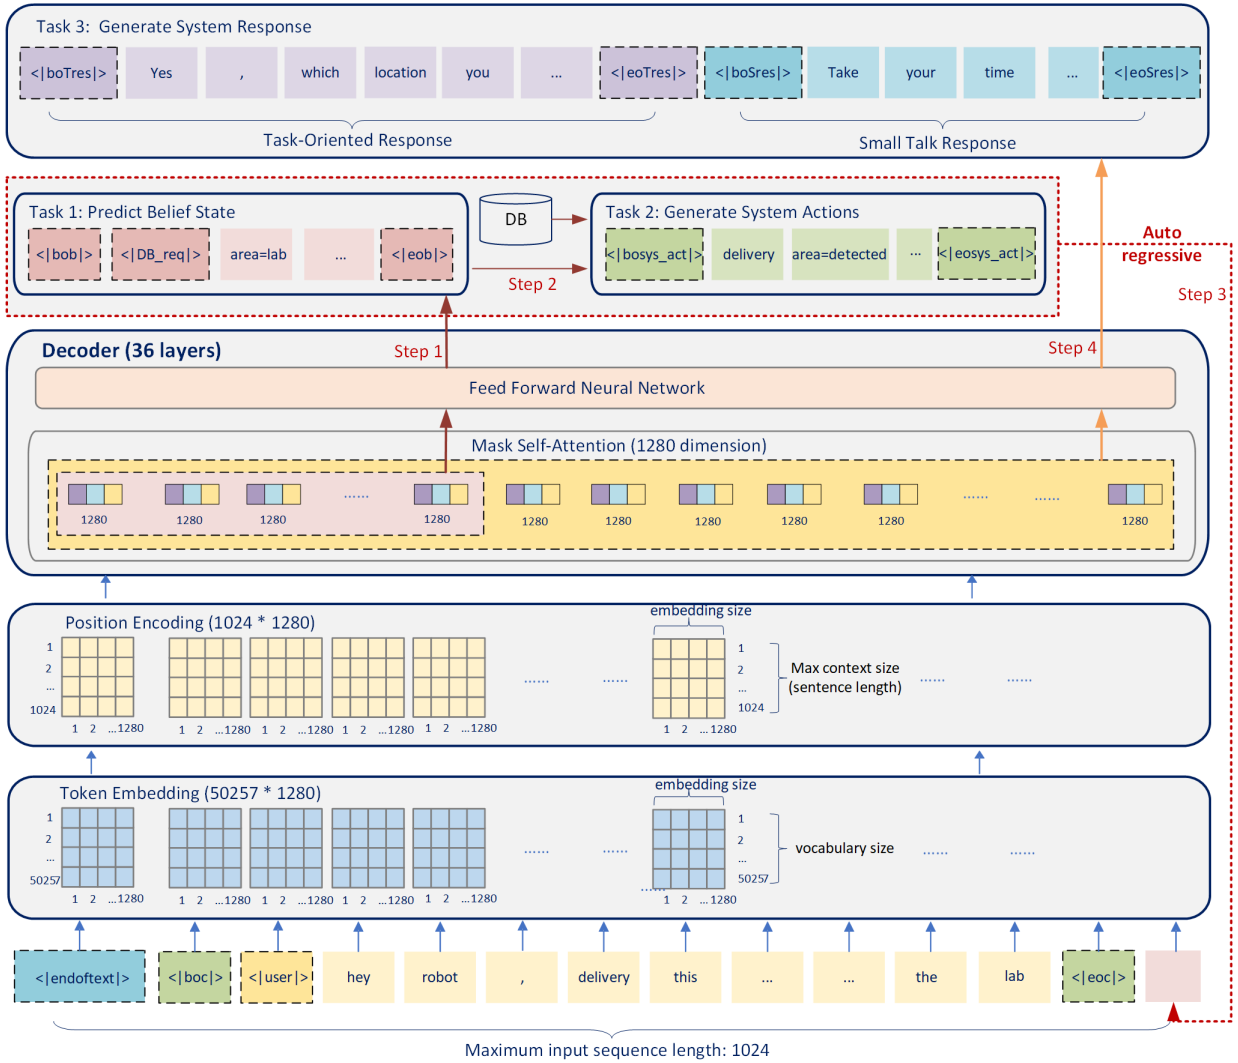 Task 3: Generate System Response
<|boTres|> Yes , which location you ... <|eoTres|> <|boSres|> Take your time ... <|eoSres|>
Task-Oriented Response
Small Talk Response
Task 1: Predict Belief State
<|bob|> <|DB_req|> area=lab ... <|eob|>
DB
Task 2: Generate System Actions
<|bosys_act|> delivery area=detected ... <|eosys_act|>
Step 2
Auto
regressive
Step 3
Decoder (36 layers)
Step 1
Step 4
Feed Forward Neural Network
Mask Self-Attention (1280 dimension)
...... ...... ......
1280 1280 1280 1280 1280 1280 1280 1280 1280 1280
Position Encoding (1024 * 1280)
embedding size
1
2
...
1024
1 2 ...1280 1 2 ...1280 1 2 ...1280 1 2 ...1280 1 2 ...1280
...... ......
1
2
...
1024
1 2 ...1280
Max context size
(sentence length)
...... ......
Token Embedding (50257 * 1280)
embedding size
1
2
...
50257
1 2 ...1280 1 2 ...1280 1 2 ...1280 1 2 ...1280 1 2 ...1280
...... ......
......
1
2
...
50257
1 2 ...1280
vocabulary size
...... ......
<|endoftext|> <|boc|> <|user|> hey robot , delivery this ... ... the lab <|eoc|>
Maximum input sequence length: 1024